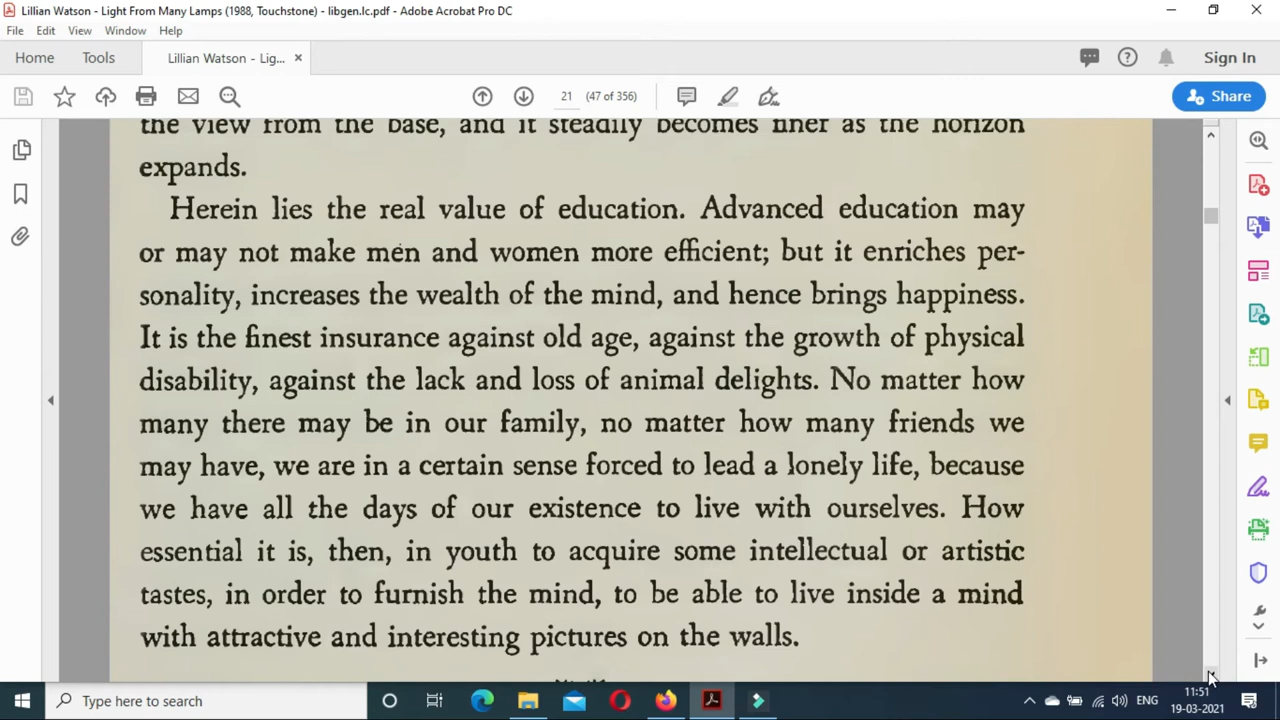 Lillian Watson - Light From Many Lamps (1988, Touchstone) - libgen.lc.pdf - Adobe Acrobat Pro DC
File Edit View Window Help
Home Tools Lillian Watson - Lig... × Sign In
21 (47 of 356) Share
the view from the base, and it steadily becomes finer as the horizon
expands.
Herein lies the real value of education. Advanced education may
or may not make men and women more efficient; but it enriches per-
sonality, increases the wealth of the mind, and hence brings happiness.
It is the finest insurance against old age, against the growth of physical
disability, against the lack and loss of animal delights. No matter how
many there may be in our family, no matter how many friends we
may have, we are in a certain sense forced to lead a lonely life, because
we have all the days of our existence to live with ourselves. How
essential it is, then, in youth to acquire some intellectual or artistic
tastes, in order to furnish the mind, to be able to live inside a mind
with attractive and interesting pictures on the walls.
Type here to search
ENG
11:51
19-03-2021